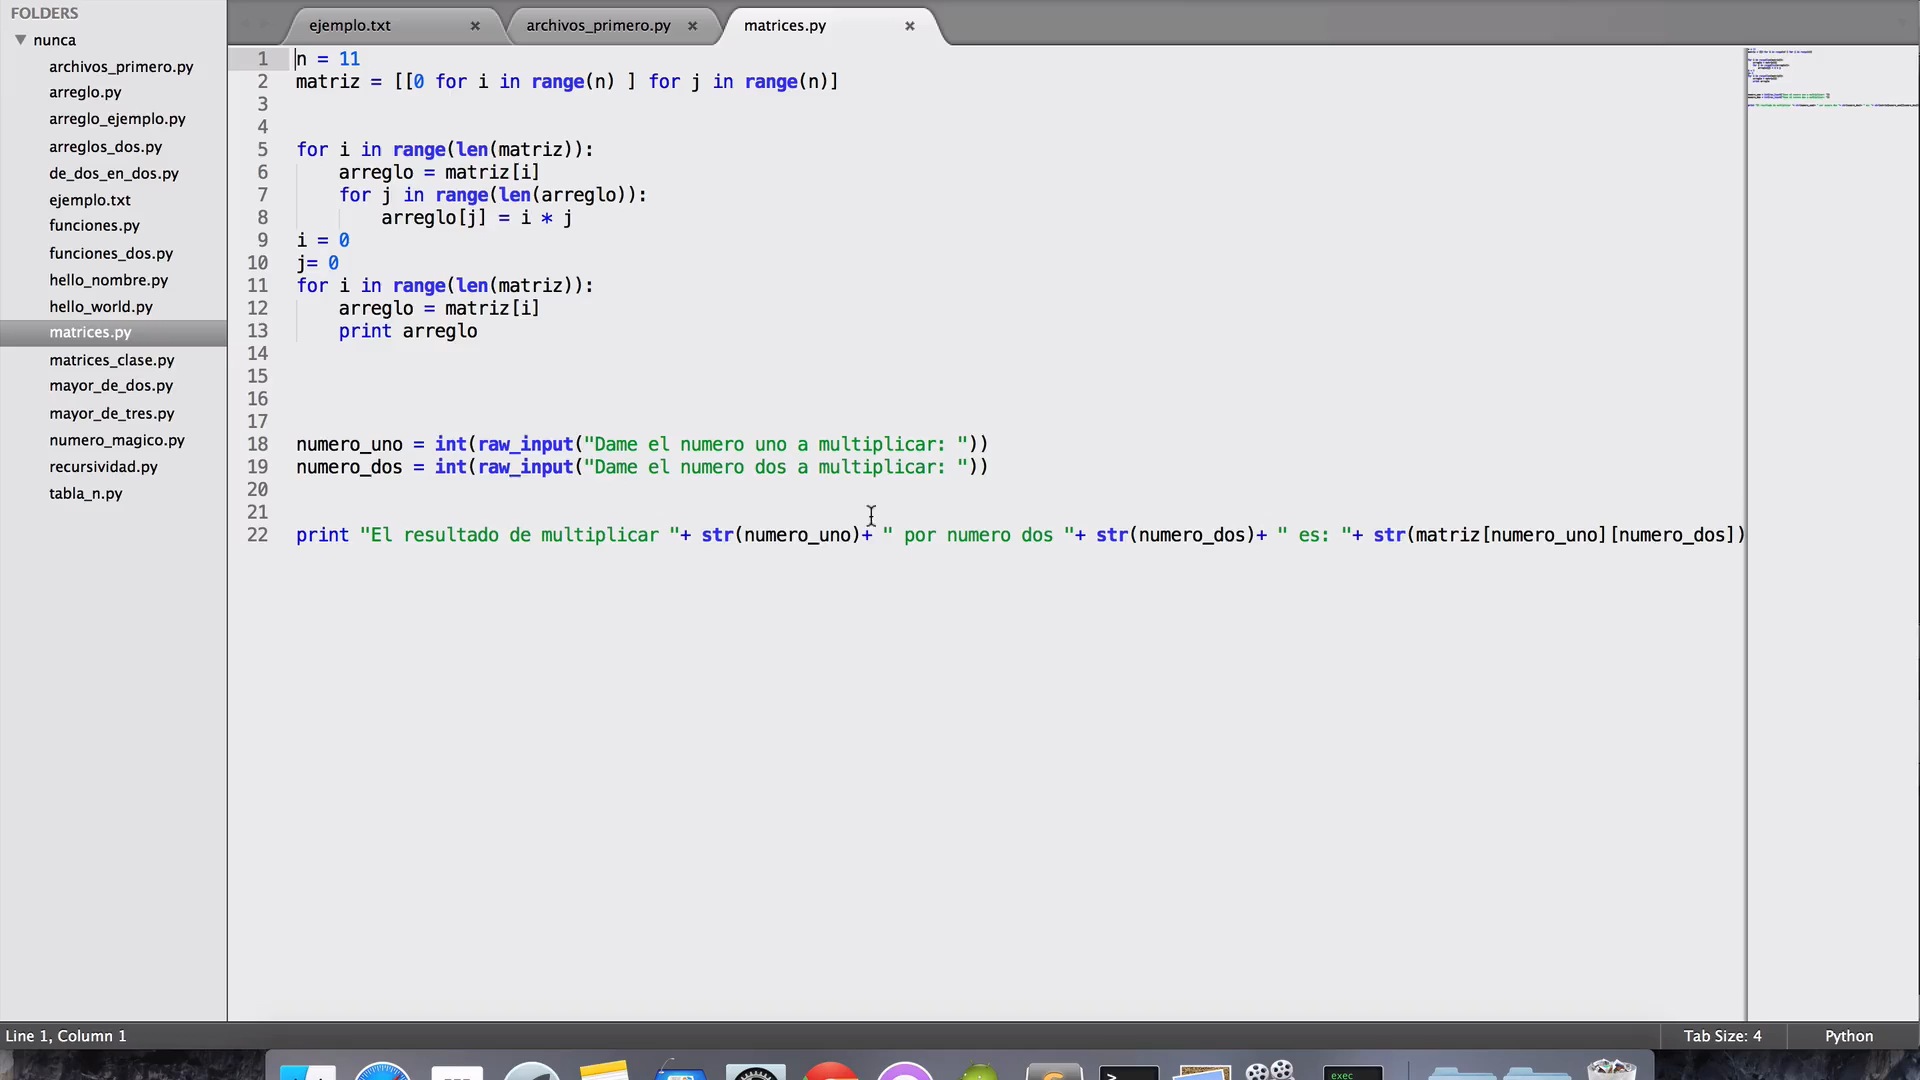 FOLDERS
nunca
archivos_primero.py
arreglo.py
arreglo_ejemplo.py
arreglos_dos.py
de_dos_en_dos.py
ejemplo.txt
funciones.py
funciones_dos.py
hello_nombre.py
hello_world.py
matrices.py
matrices_clase.py
mayor_de_dos.py
mayor_de_tres.py
numero_magico.py
recursividad.py
tabla_n.py
ejemplo.txt × archivos_primero.py × matrices.py ×
1 n = 11
2 matriz = [[0 for i in range(n) ] for j in range(n)]
3
4
5 for i in range(len(matriz)):
6     arreglo = matriz[i]
7     for j in range(len(arreglo)):
8         arreglo[j] = i * j
9 i = 0
10 j= 0
11 for i in range(len(matriz)):
12     arreglo = matriz[i]
13     print arreglo
14
15
16
17
18 numero_uno = int(raw_input("Dame el numero uno a multiplicar: "))
19 numero_dos = int(raw_input("Dame el numero dos a multiplicar: "))
20
21
22 print "El resultado de multiplicar "+ str(numero_uno)+ " por numero dos "+ str(numero_dos)+ " es: "+ str(matriz[numero_uno][numero_dos])
Line 1, Column 1
Tab Size: 4
Python
exec